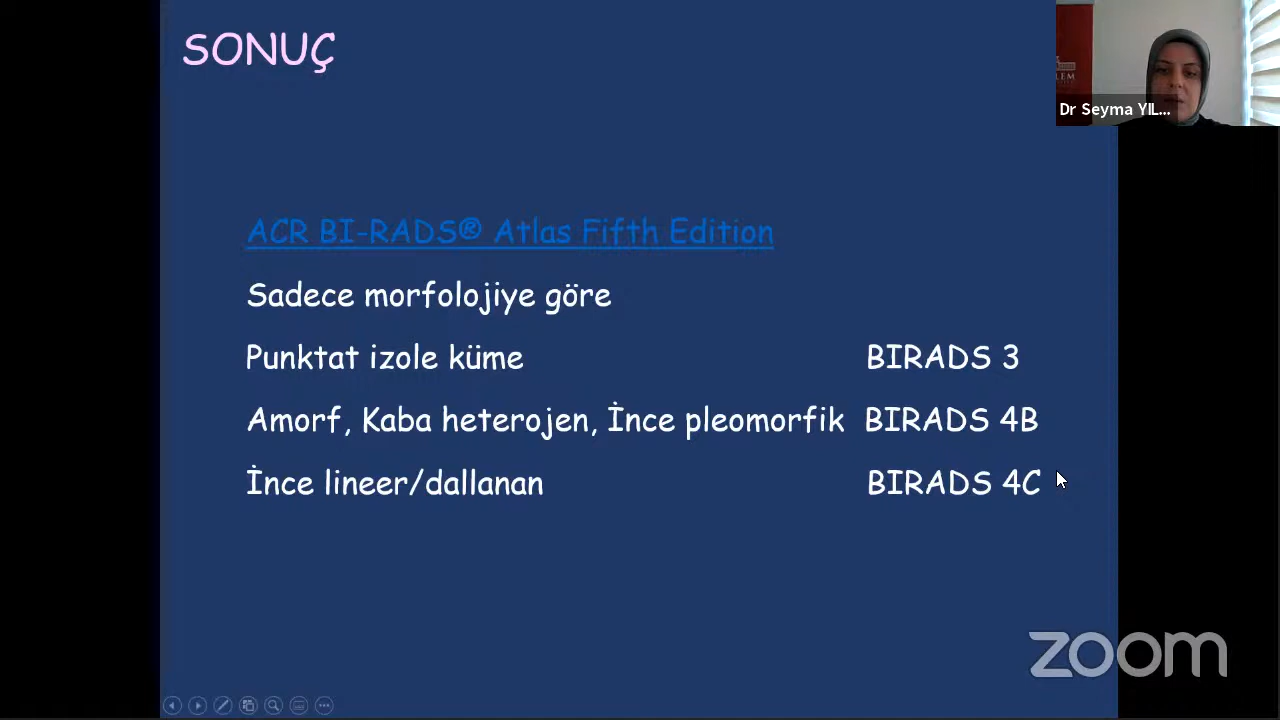 SONUÇ
LEM
Dr Seyma YIL...
ACR BI-RADS® Atlas Fifth Edition
Sadece morfolojiye göre
Punktat izole küme BIRADS 3
Amorf, Kaba heterojen, İnce pleomorfik BIRADS 4B
İnce lineer/dallanan BIRADS 4C
zoom